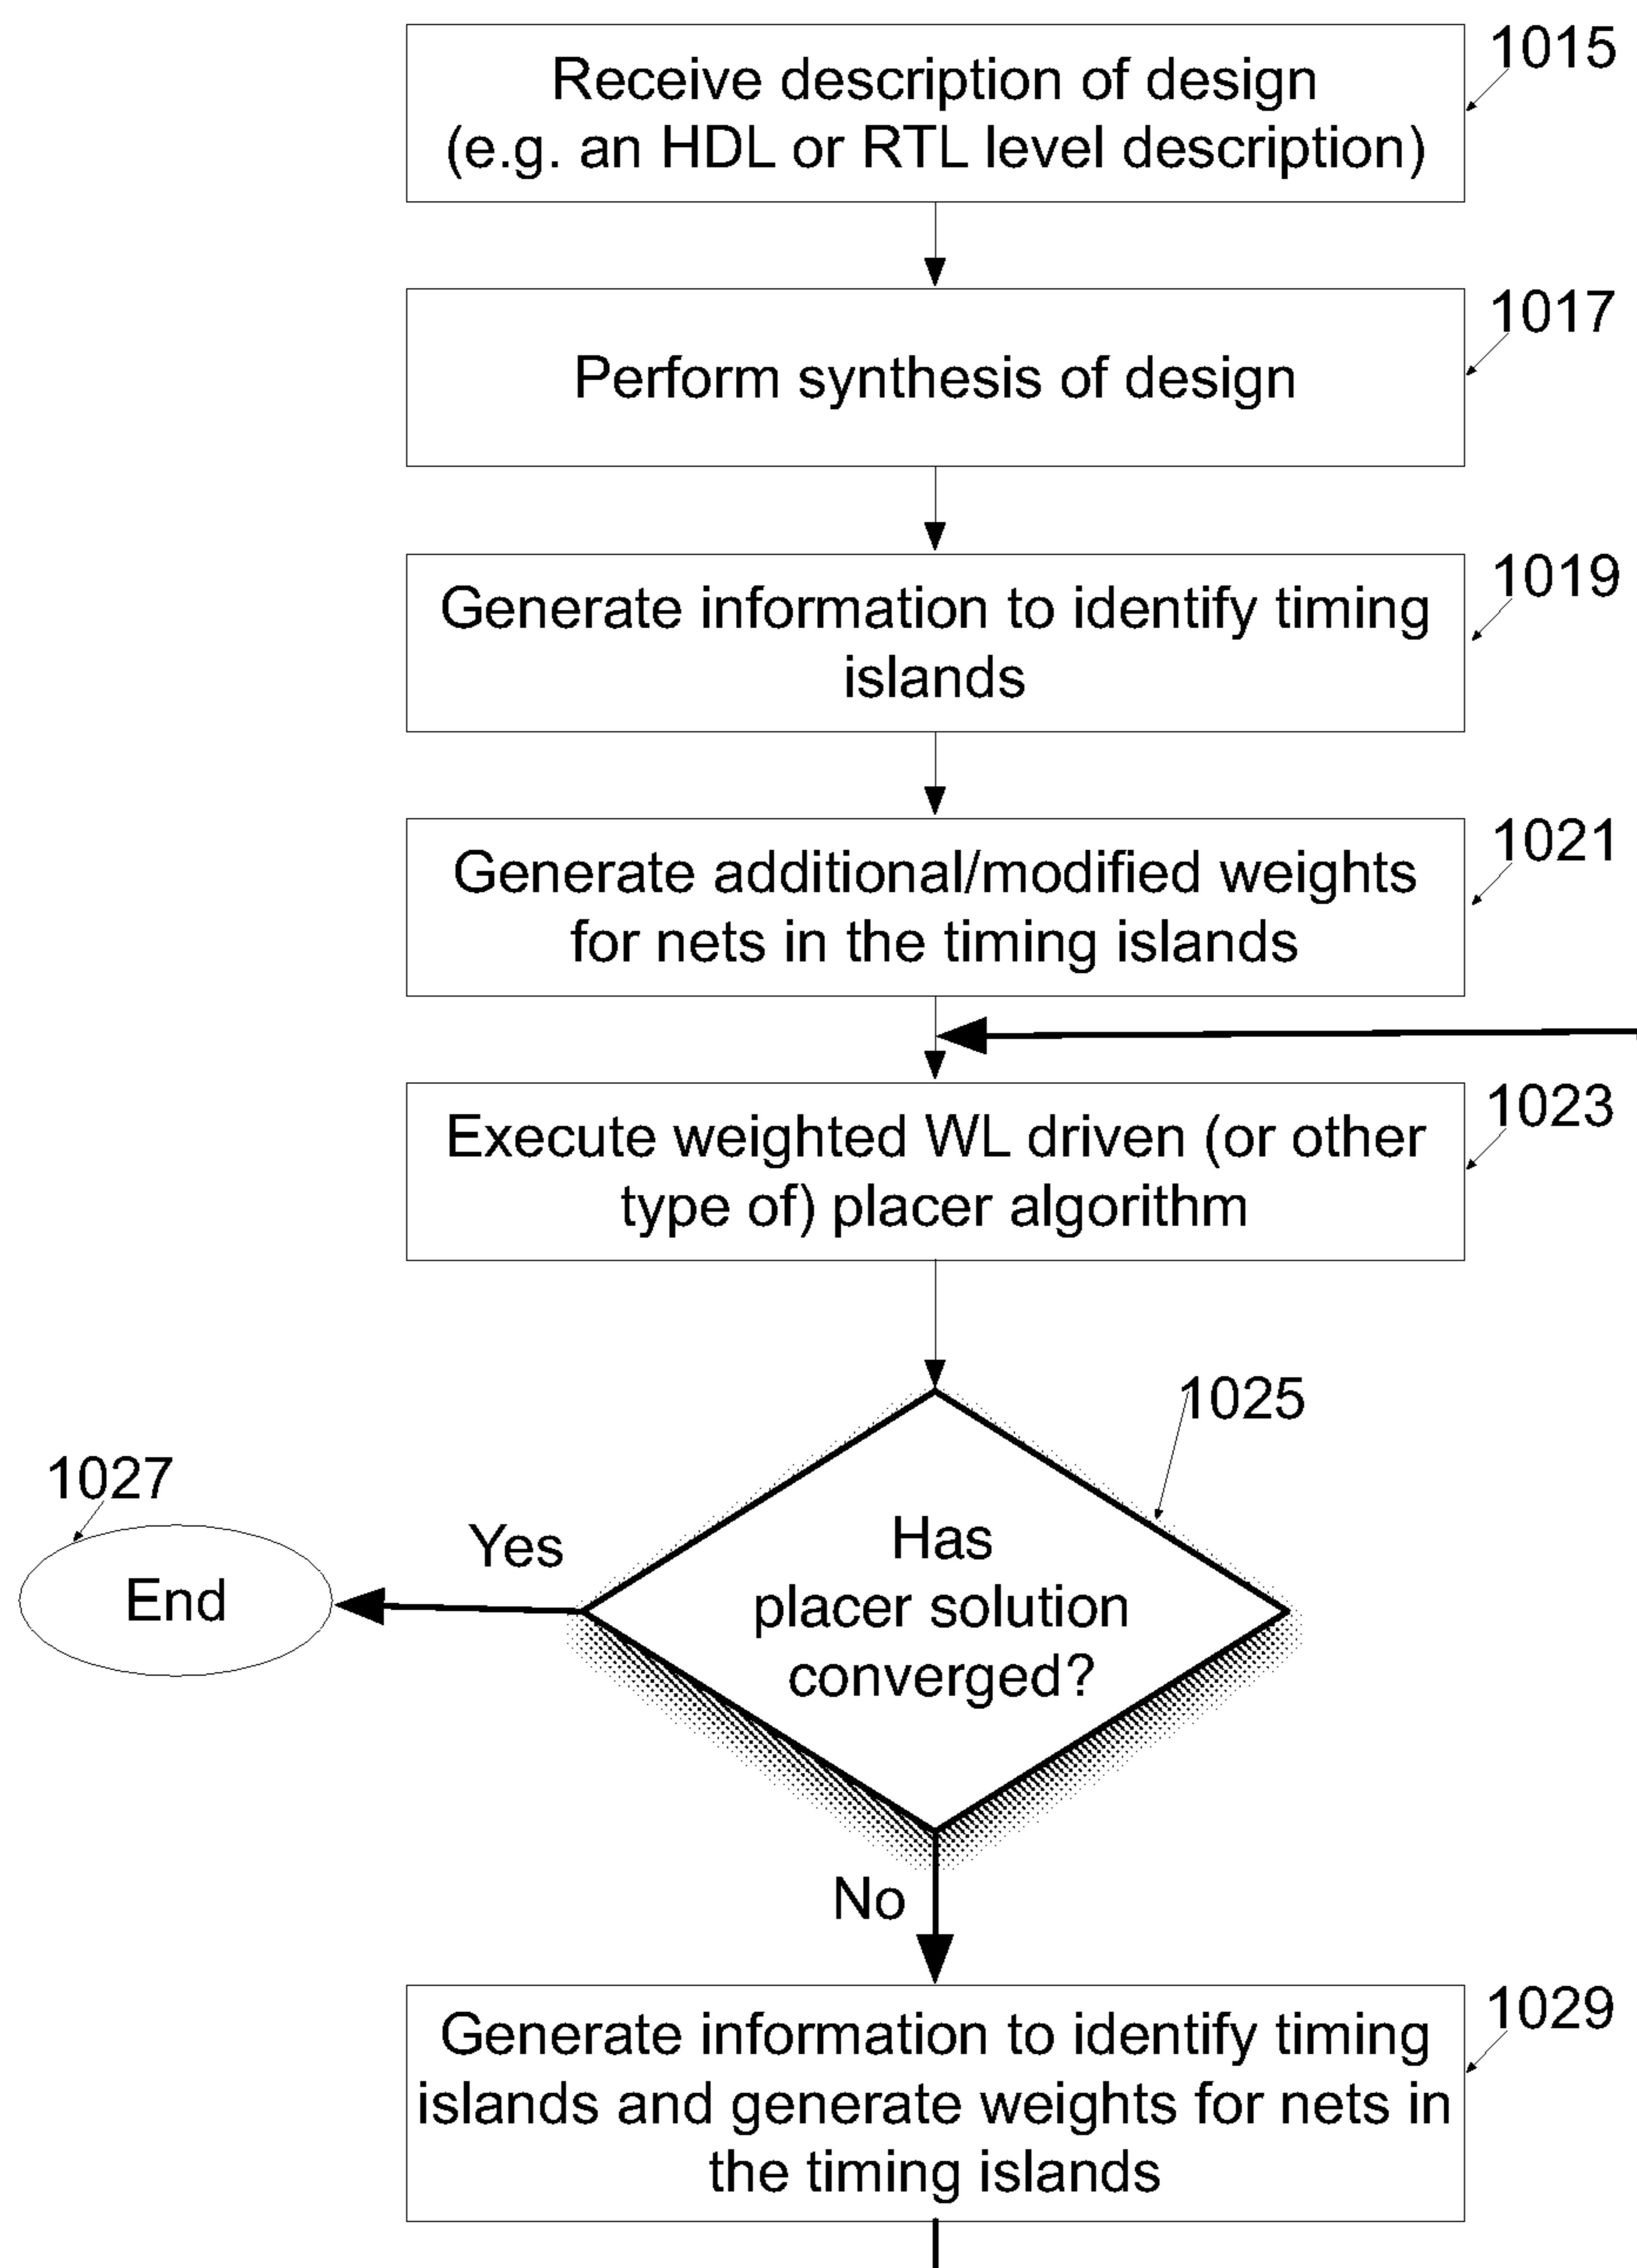 Receive description of design
(e.g. an HDL or RTL level description)
1015
Perform synthesis of design
1017
Generate information to identify timing
islands
1019
Generate additional/modified weights
for nets in the timing islands
1021
Execute weighted WL driven (or other
type of) placer algorithm
1023
Has
placer solution
converged?
1025
Yes
End
1027
No
Generate information to identify timing
islands and generate weights for nets in
the timing islands
1029